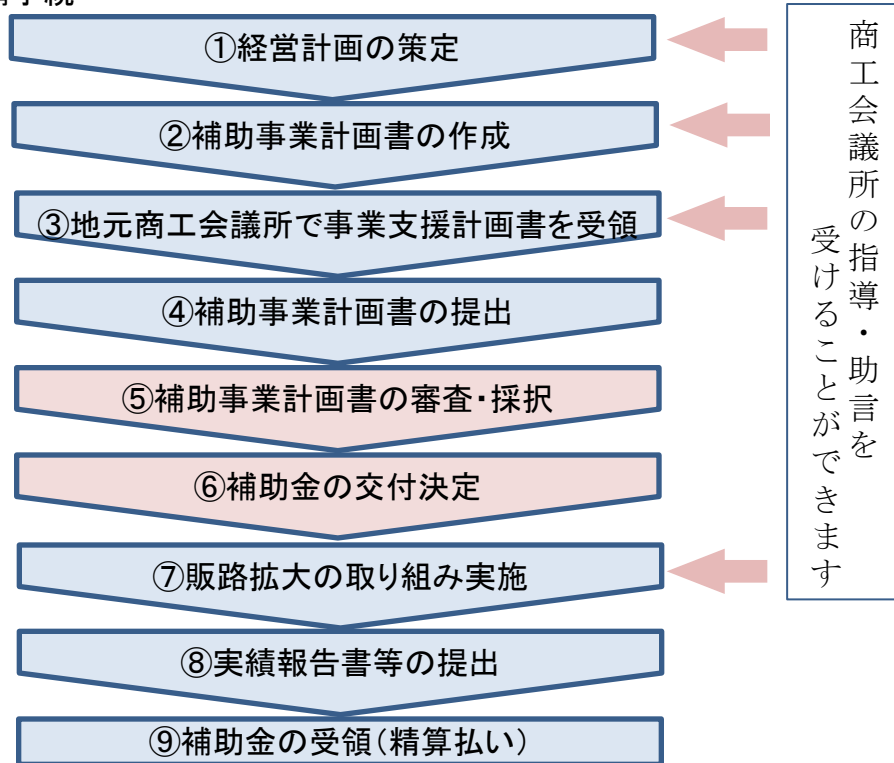 ①経営計画の策定
②補助事業計画書の作成
③地元商工会議所で事業支援計画書を受領
④補助事業計画書の提出
⑤補助事業計画書の審査・採択
⑥補助金の交付決定
⑦販路拡大の取り組み実施
⑧実績報告書等の提出
⑨補助金の受領(精算払い)
商工会議所の指導・助言を
受けることができます